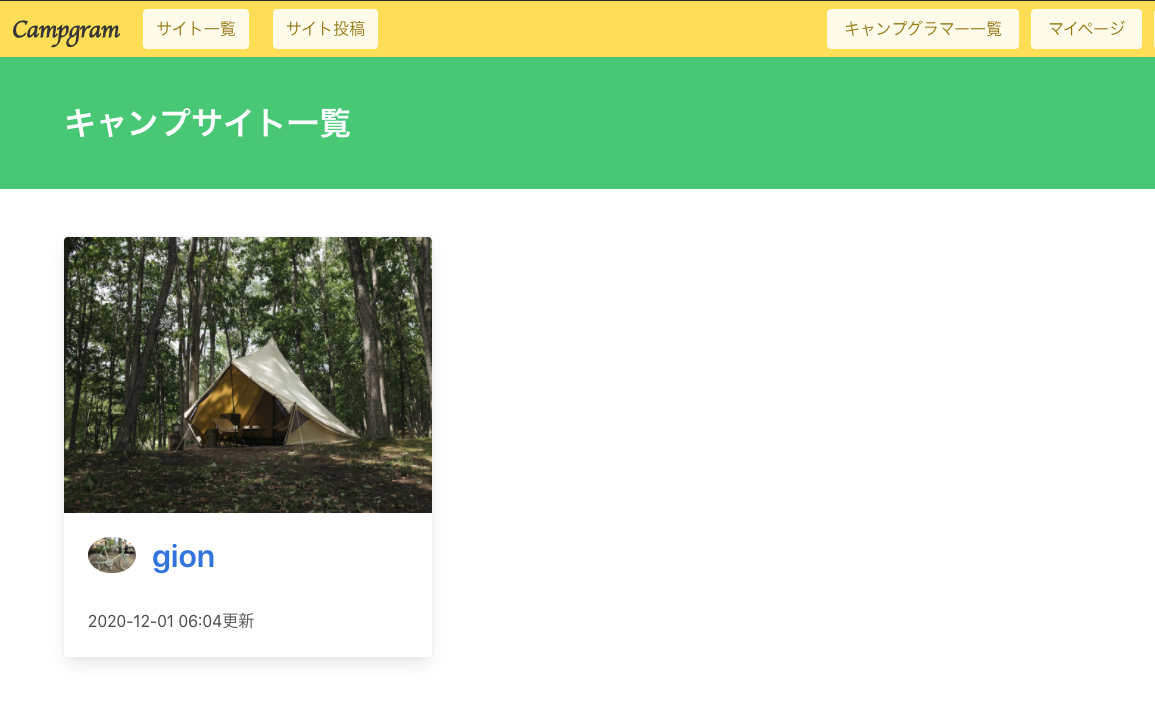 Campgram サイト一覧 サイト投稿 キャンプグラマー一覧 マイページ
キャンプサイト一覧
gion
2020-12-01 06:04更新